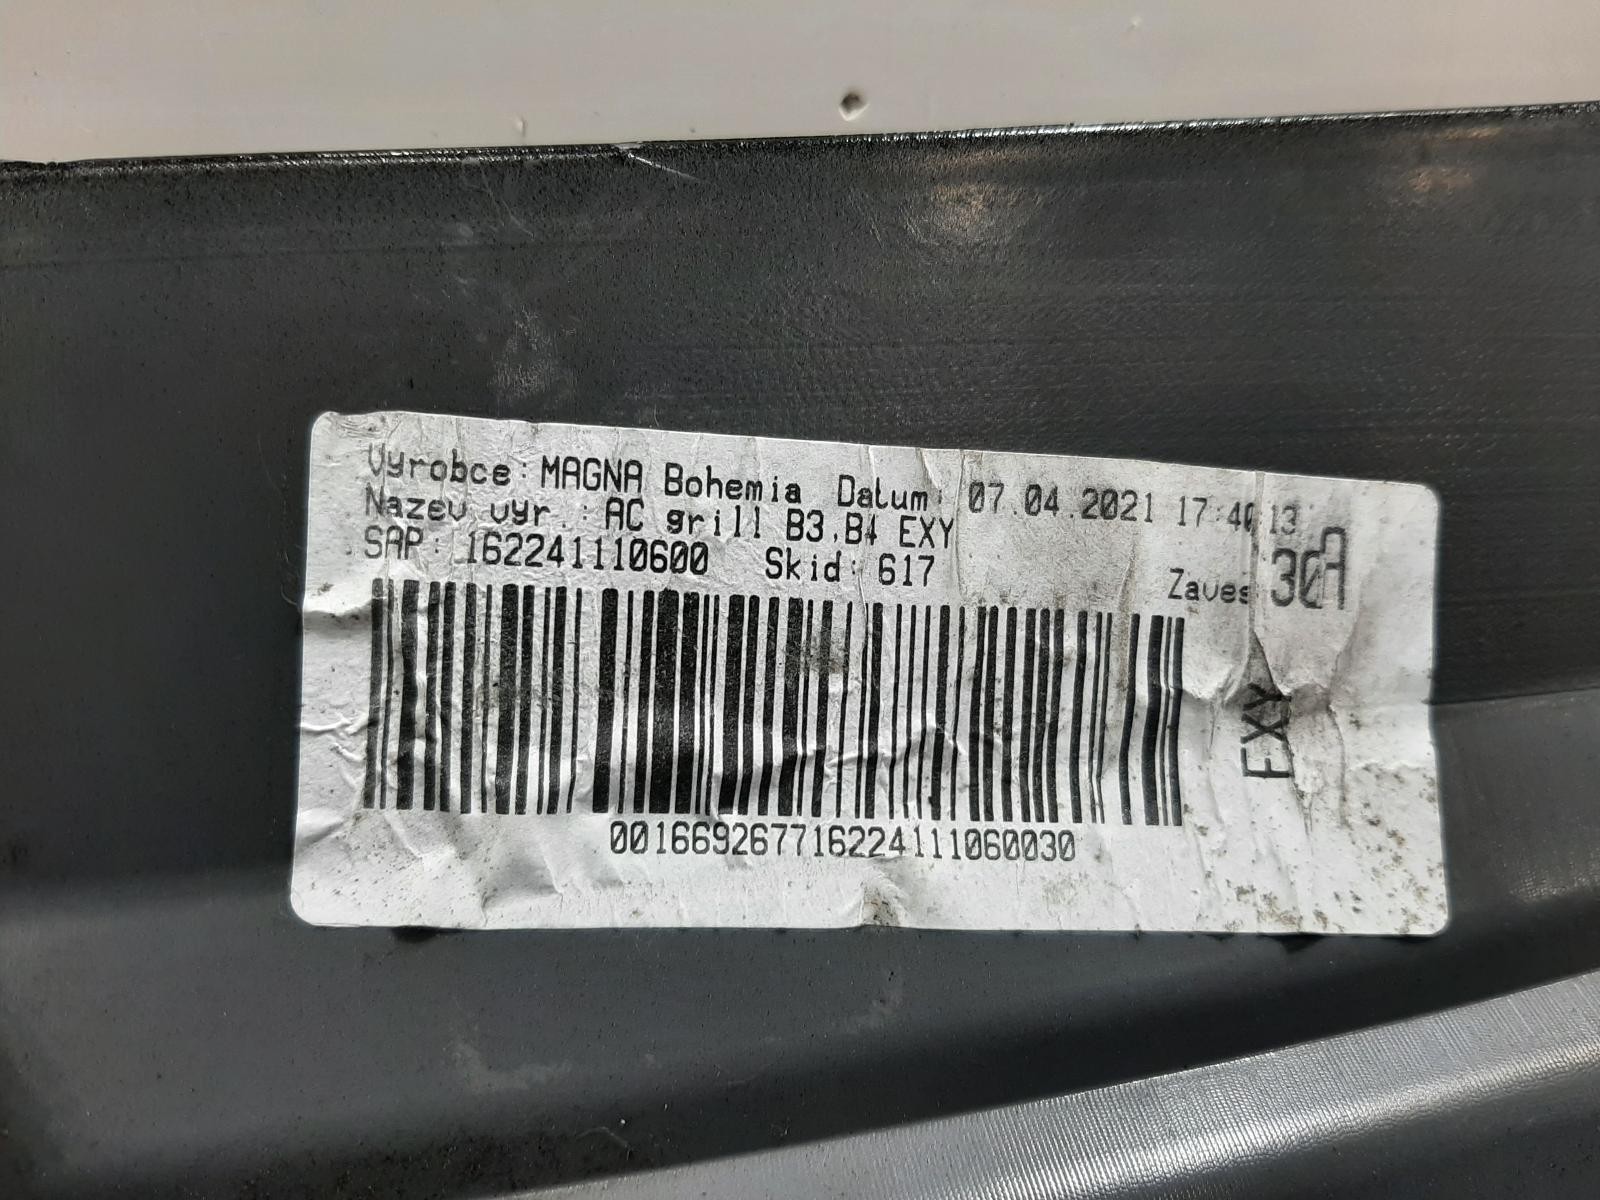 Vyrobce: MAGNA Bohemia Datum: 07.04.2021 17:40:13
Nazev vyr.: AC grill B3,B4 EXY
SAP: 162241110600 Skid: 617
Zaves 30A
EXY
001669267716224111060030